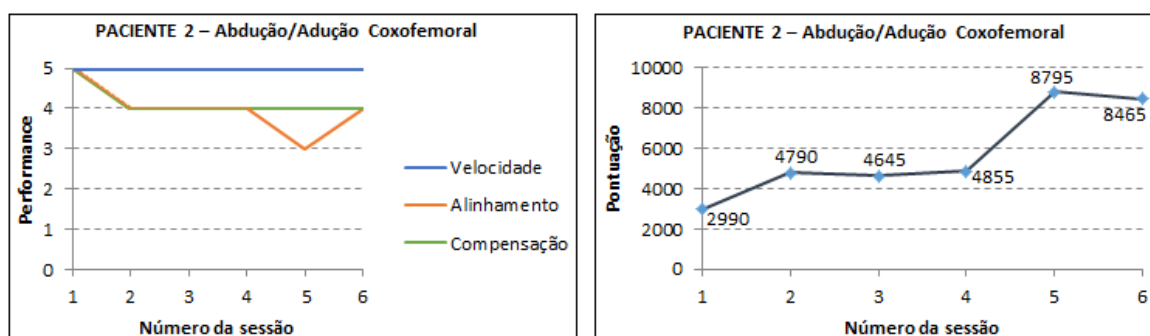 PACIENTE 2 – Abdução/Adução Coxofemoral
5
4
3
2
1
0
Performance
1 2 3 4 5 6
Número da sessão
Velocidade
Alinhamento
Compensação
PACIENTE 2 – Abdução/Adução Coxofemoral
10000
8000
6000
4000
2000
0
Pontuação
2990
4790
4645
4855
8795
8465
1 2 3 4 5 6
Número da sessão